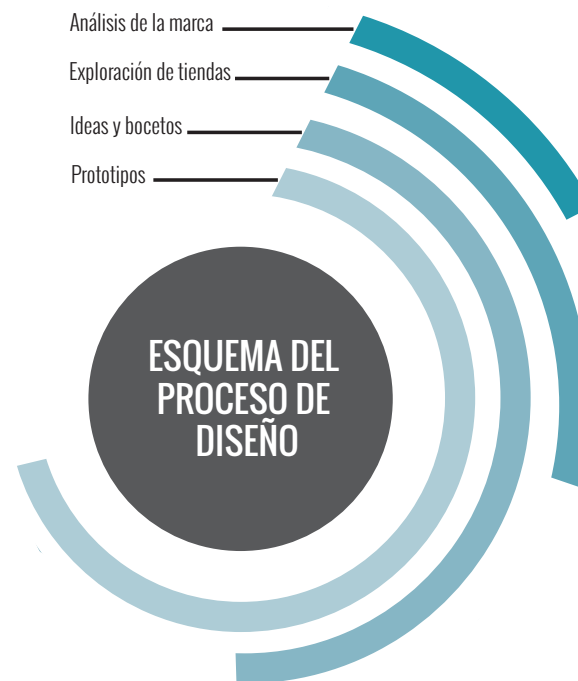 Análisis de la marca
Exploración de tiendas
Ideas y bocetos
Prototipos
ESQUEMA DEL
PROCESO DE
DISEÑO